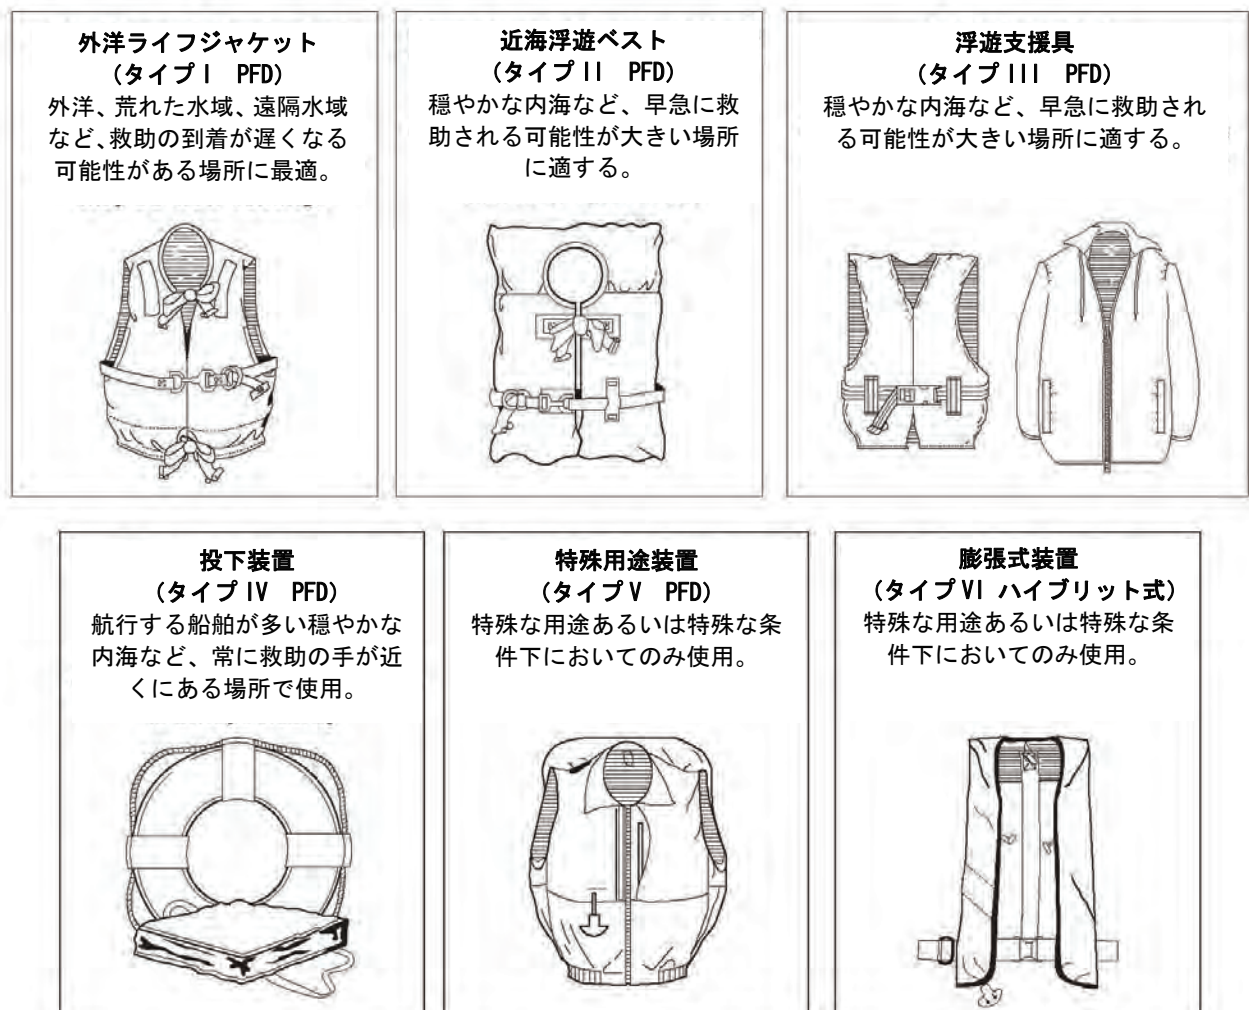 外洋ライフジャケット
（タイプⅠ　PFD）
外洋、荒れた水域、遠隔水域
など、救助の到着が遅くなる
可能性がある場所に最適。
近海浮遊ベスト
（タイプⅡ　PFD）
穏やかな内海など、早急に救
助される可能性が大きい場所
に適する。
浮遊支援具
（タイプⅢ　PFD）
穏やかな内海など、早急に救助され
る可能性が大きい場所に適する。
投下装置
（タイプⅣ　PFD）
航行する船舶が多い穏やかな
内海など、常に救助の手が近
くにある場所で使用。
特殊用途装置
（タイプⅤ　PFD）
特殊な用途あるいは特殊な条
件下においてのみ使用。
膨張式装置
（タイプⅥ ハイブリット式）
特殊な用途あるいは特殊な条
件下においてのみ使用。